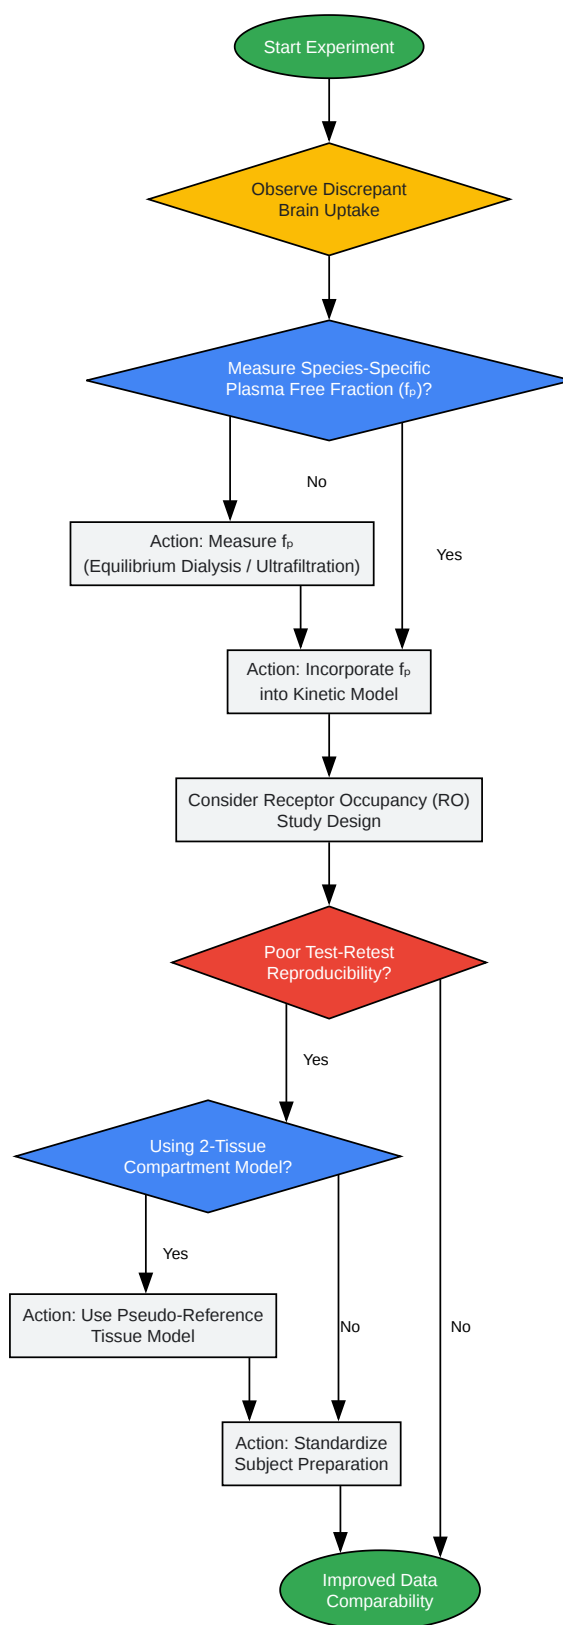 Start Experiment
Observe Discrepant
Brain Uptake
Measure Species-Specific
Plasma Free Fraction (fₚ)?
No
Action: Measure fₚ
(Equilibrium Dialysis / Ultrafiltration)
Yes
Action: Incorporate fₚ
into Kinetic Model
Consider Receptor Occupancy (RO)
Study Design
Poor Test-Retest
Reproducibility?
Yes
Using 2-Tissue
Compartment Model?
Yes
Action: Use Pseudo-Reference
Tissue Model
No
No
Action: Standardize
Subject Preparation
Improved Data
Comparability